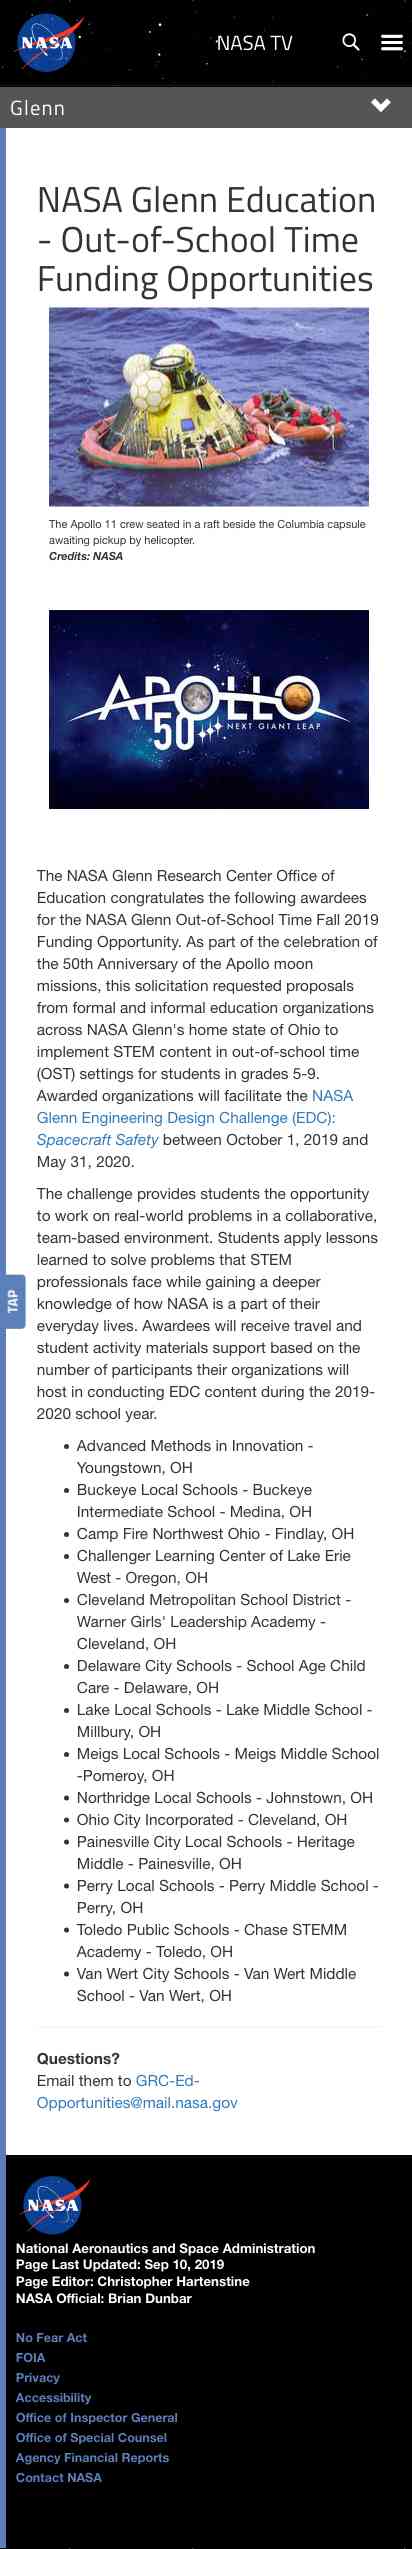 NASA
NASA TV
Glenn
NASA Glenn Education
- Out-of-School Time
Funding Opportunities
The Apollo 11 crew seated in a raft beside the Columbia capsule
awaiting pickup by helicopter.
Credits: NASA
APOLLO
50
NEXT GIANT LEAP
The NASA Glenn Research Center Office of
Education congratulates the following awardees
for the NASA Glenn Out-of-School Time Fall 2019
Funding Opportunity. As part of the celebration of
the 50th Anniversary of the Apollo moon
missions, this solicitation requested proposals
from formal and informal education organizations
across NASA Glenn's home state of Ohio to
implement STEM content in out-of-school time
(OST) settings for students in grades 5-9.
Awarded organizations will facilitate the NASA
Glenn Engineering Design Challenge (EDC):
Spacecraft Safety between October 1, 2019 and
May 31, 2020.
The challenge provides students the opportunity
to work on real-world problems in a collaborative,
team-based environment. Students apply lessons
learned to solve problems that STEM
professionals face while gaining a deeper
TAP
knowledge of how NASA is a part of their
everyday lives. Awardees will receive travel and
student activity materials support based on the
number of participants their organizations will
host in conducting EDC content during the 2019-
2020 school year.
• Advanced Methods in Innovation -
Youngstown, OH
• Buckeye Local Schools - Buckeye
Intermediate School - Medina, OH
• Camp Fire Northwest Ohio - Findlay, OH
• Challenger Learning Center of Lake Erie
West - Oregon, OH
• Cleveland Metropolitan School District -
Warner Girls' Leadership Academy -
Cleveland, OH
• Delaware City Schools - School Age Child
Care - Delaware, OH
• Lake Local Schools - Lake Middle School -
Millbury, OH
• Meigs Local Schools - Meigs Middle School
-Pomeroy, OH
• Northridge Local Schools - Johnstown, OH
• Ohio City Incorporated - Cleveland, OH
• Painesville City Local Schools - Heritage
Middle - Painesville, OH
• Perry Local Schools - Perry Middle School -
Perry, OH
• Toledo Public Schools - Chase STEMM
Academy - Toledo, OH
• Van Wert City Schools - Van Wert Middle
School - Van Wert, OH
Questions?
Email them to GRC-Ed-
Opportunities@mail.nasa.gov
NASA
National Aeronautics and Space Administration
Page Last Updated: Sep 10, 2019
Page Editor: Christopher Hartenstine
NASA Official: Brian Dunbar
No Fear Act
FOIA
Privacy
Accessibility
Office of Inspector General
Office of Special Counsel
Agency Financial Reports
Contact NASA